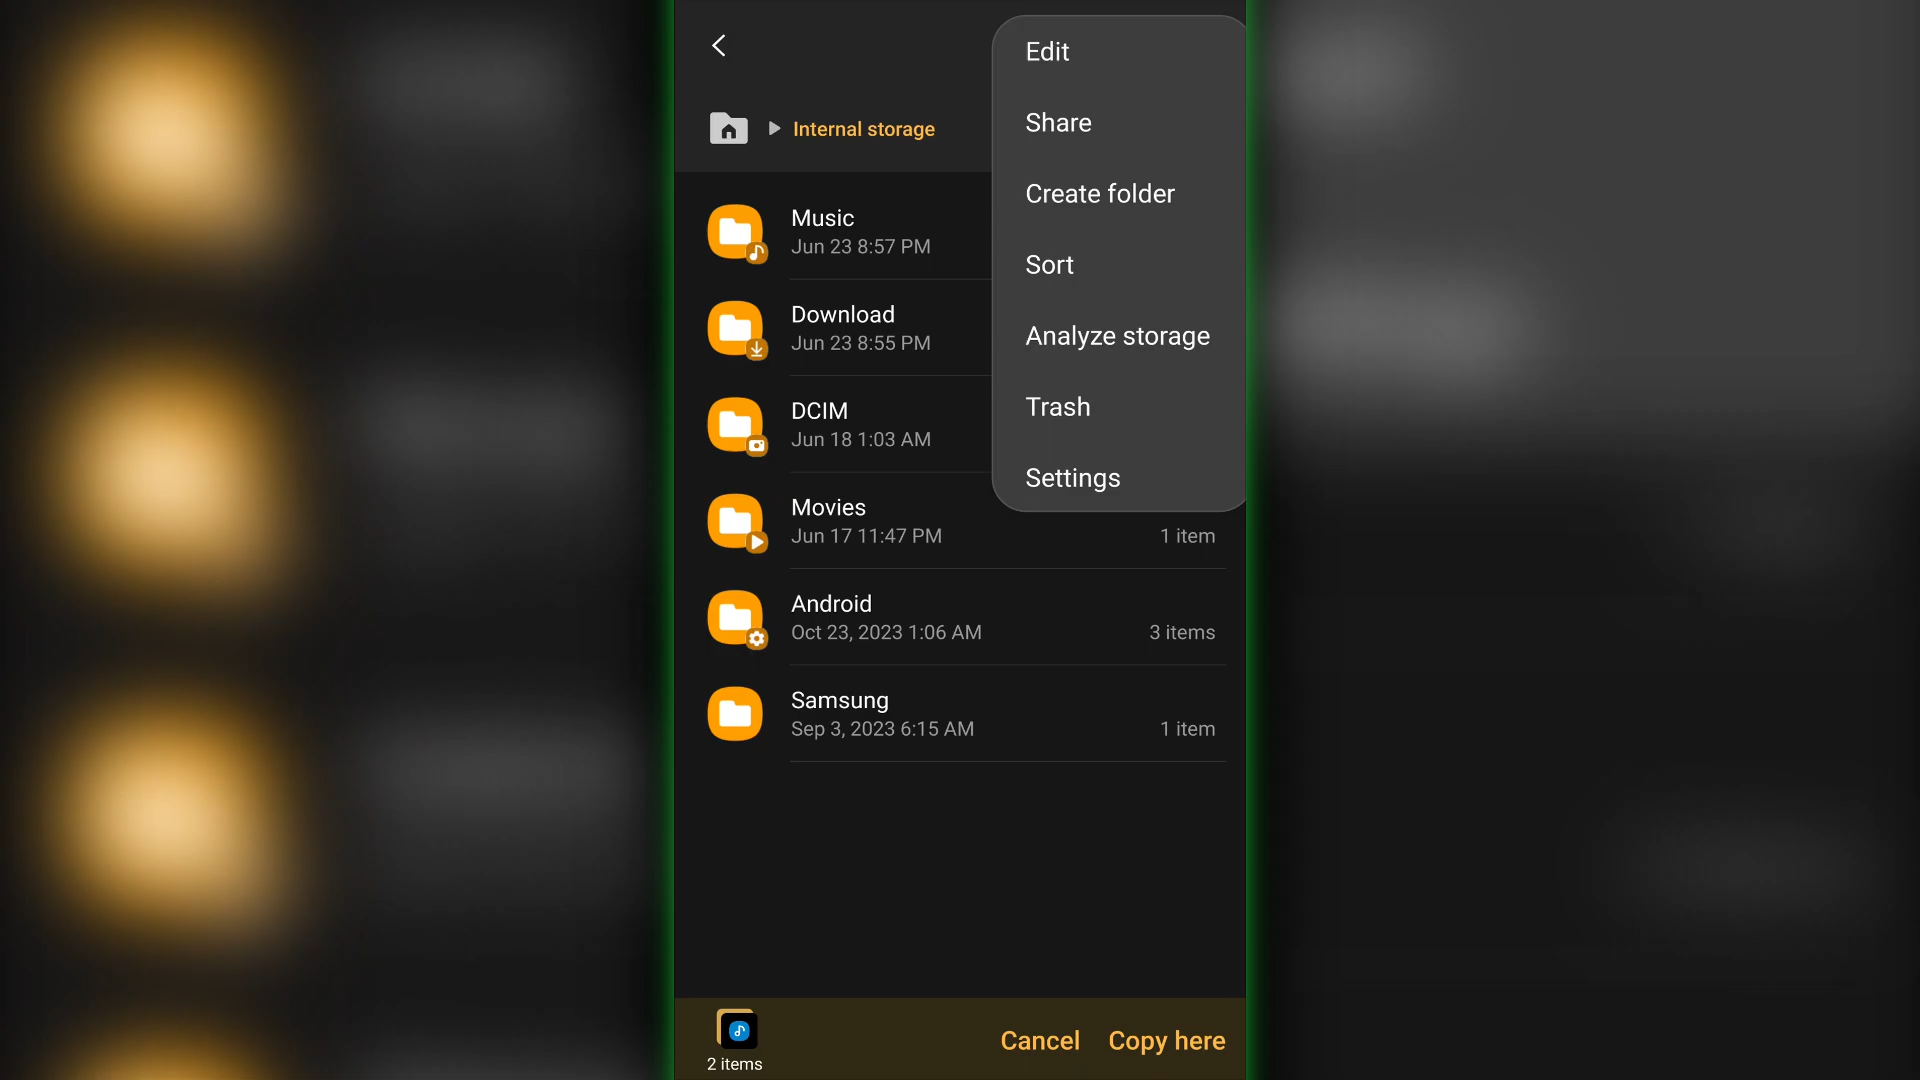 Edit
Share
Create folder
Sort
Analyze storage
Trash
Settings
Internal storage
Music
Jun 23 8:57 PM
Download
Jun 23 8:55 PM
DCIM
Jun 18 1:03 AM
Movies
Jun 17 11:47 PM
1 item
Android
Oct 23, 2023 1:06 AM
3 items
Samsung
Sep 3, 2023 6:15 AM
1 item
2 items
Cancel
Copy here